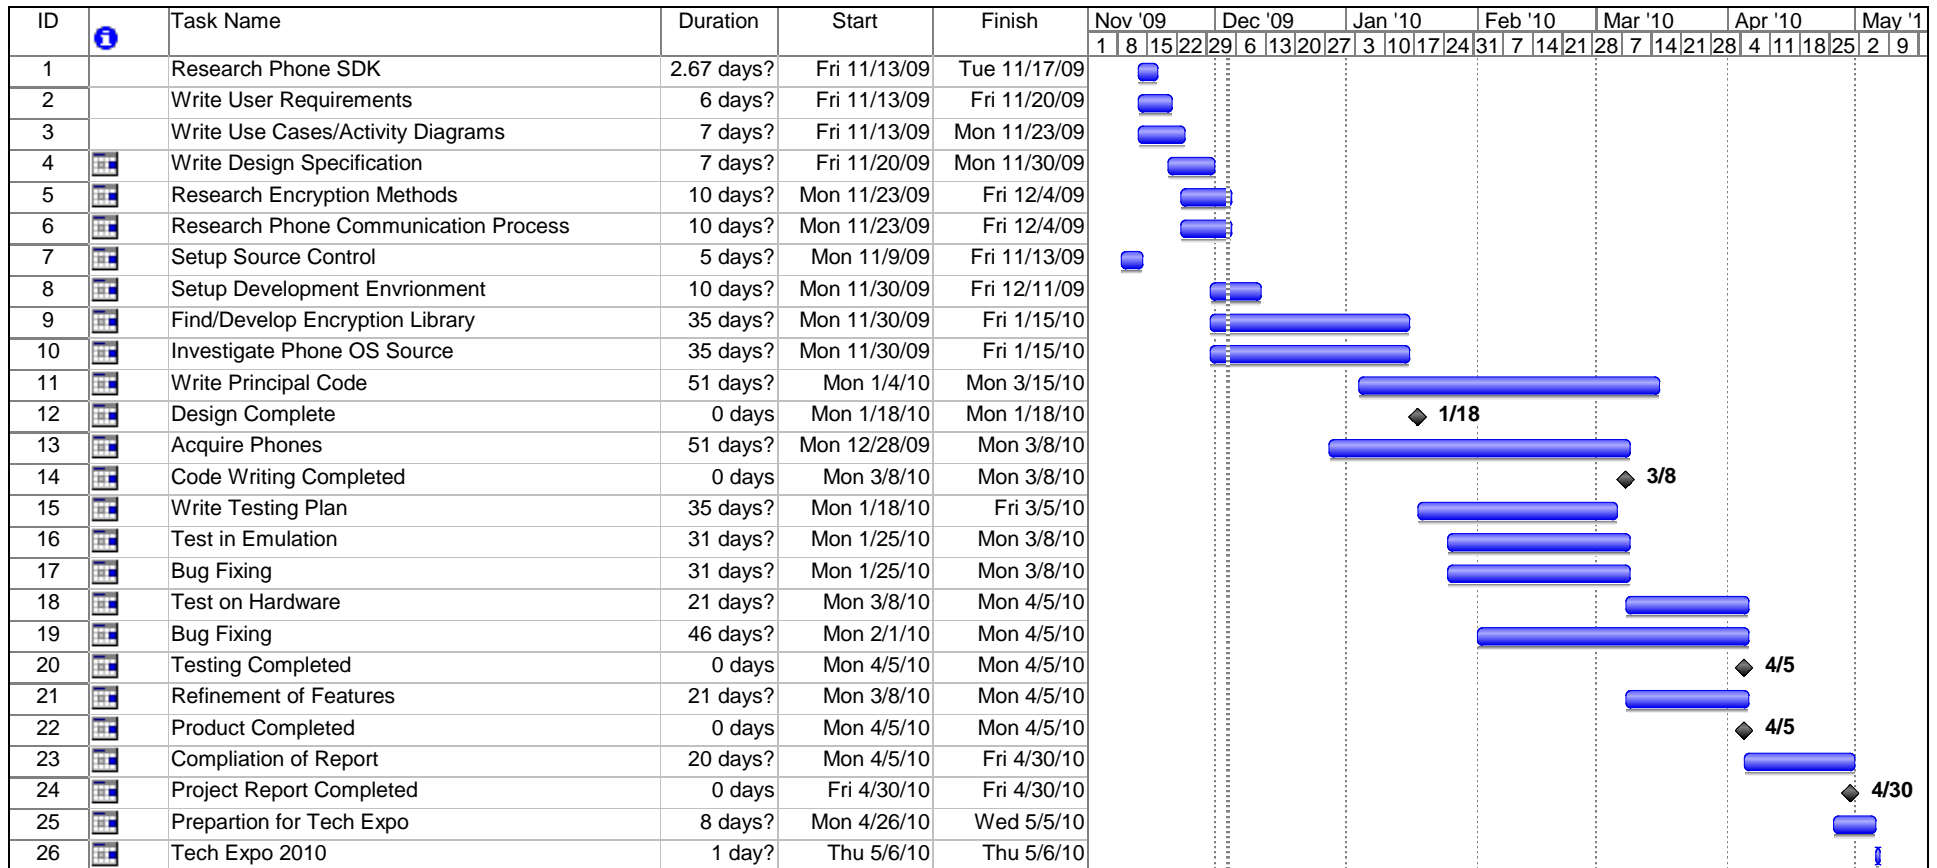 ID Task Name Duration Start Finish Nov '09 Dec '09 Jan '10 Feb '10 Mar '10 Apr '10 May '1
1 8 15 22 29 6 13 20 27 3 10 17 24 31 7 14 21 28 7 14 21 28 4 11 18 25 2 9
1 Research Phone SDK 2.67 days? Fri 11/13/09 Tue 11/17/09
2 Write User Requirements 6 days? Fri 11/13/09 Fri 11/20/09
3 Write Use Cases/Activity Diagrams 7 days? Fri 11/13/09 Mon 11/23/09
4 Write Design Specification 7 days? Fri 11/20/09 Mon 11/30/09
5 Research Encryption Methods 10 days? Mon 11/23/09 Fri 12/4/09
6 Research Phone Communication Process 10 days? Mon 11/23/09 Fri 12/4/09
7 Setup Source Control 5 days? Mon 11/9/09 Fri 11/13/09
8 Setup Development Envrionment 10 days? Mon 11/30/09 Fri 12/11/09
9 Find/Develop Encryption Library 35 days? Mon 11/30/09 Fri 1/15/10
10 Investigate Phone OS Source 35 days? Mon 11/30/09 Fri 1/15/10
11 Write Principal Code 51 days? Mon 1/4/10 Mon 3/15/10
12 Design Complete 0 days Mon 1/18/10 Mon 1/18/10 1/18
13 Acquire Phones 51 days? Mon 12/28/09 Mon 3/8/10
14 Code Writing Completed 0 days Mon 3/8/10 Mon 3/8/10 3/8
15 Write Testing Plan 35 days? Mon 1/18/10 Fri 3/5/10
16 Test in Emulation 31 days? Mon 1/25/10 Mon 3/8/10
17 Bug Fixing 31 days? Mon 1/25/10 Mon 3/8/10
18 Test on Hardware 21 days? Mon 3/8/10 Mon 4/5/10
19 Bug Fixing 46 days? Mon 2/1/10 Mon 4/5/10
20 Testing Completed 0 days Mon 4/5/10 Mon 4/5/10 4/5
21 Refinement of Features 21 days? Mon 3/8/10 Mon 4/5/10
22 Product Completed 0 days Mon 4/5/10 Mon 4/5/10 4/5
23 Compliation of Report 20 days? Mon 4/5/10 Fri 4/30/10
24 Project Report Completed 0 days Fri 4/30/10 Fri 4/30/10 4/30
25 Prepartion for Tech Expo 8 days? Mon 4/26/10 Wed 5/5/10
26 Tech Expo 2010 1 day? Thu 5/6/10 Thu 5/6/10